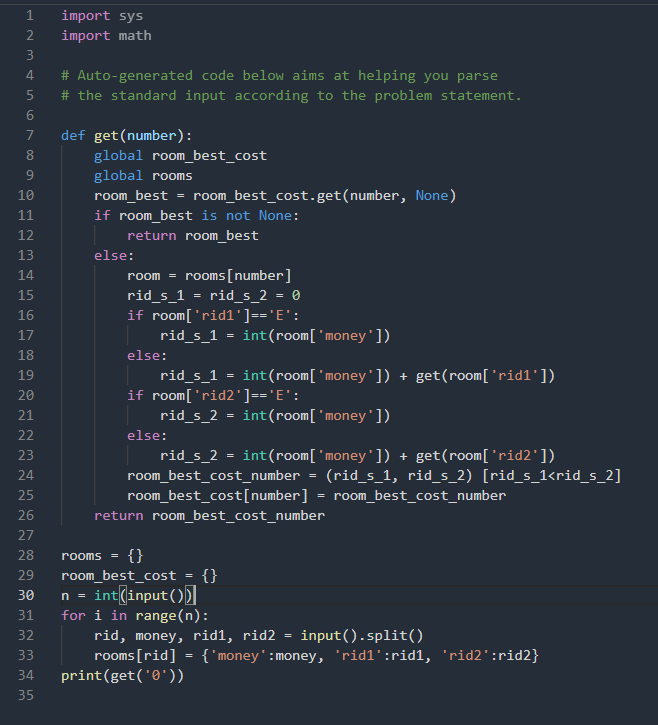 1 import sys
2 import math
3
4 # Auto-generated code below aims at helping you parse
5 # the standard input according to the problem statement.
6
7 def get(number):
8     global room_best_cost
9     global rooms
10     room_best = room_best_cost.get(number, None)
11     if room_best is not None:
12         return room_best
13     else:
14         room = rooms[number]
15         rid_s_1 = rid_s_2 = 0
16         if room['rid1']=='E':
17             rid_s_1 = int(room['money'])
18         else:
19             rid_s_1 = int(room['money']) + get(room['rid1'])
20         if room['rid2']=='E':
21             rid_s_2 = int(room['money'])
22         else:
23             rid_s_2 = int(room['money']) + get(room['rid2'])
24         room_best_cost_number = (rid_s_1, rid_s_2) [rid_s_1<rid_s_2]
25         room_best_cost[number] = room_best_cost_number
26     return room_best_cost_number
27
28 rooms = {}
29 room_best_cost = {}
30 n = int(input())
31 for i in range(n):
32     rid, money, rid1, rid2 = input().split()
33     rooms[rid] = {'money':money, 'rid1':rid1, 'rid2':rid2}
34 print(get('0'))
35